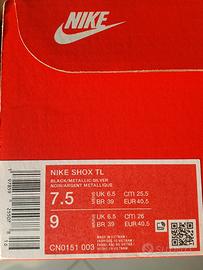 NIKE
NIKE SHOX TL
BLACK/METALLIC SILVER
NOIR/ARGENT METALLIQUE
7.5 UK 6.5 CM 25.5
BR 39 EUR 40.5
9 UK 6.5 CM 26
BR 39 EUR 40.5
CN0151 003
MADE IN VIETNAM